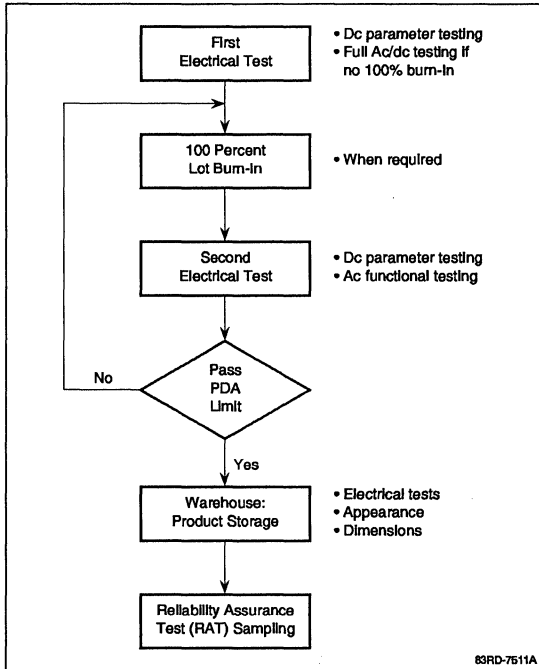 First
Electrical Test
• Dc parameter testing
• Full Ac/dc testing if
no 100% burn-in
100 Percent
Lot Burn-In
• When required
Second
Electrical Test
• Dc parameter testing
• Ac functional testing
Pass
PDA
Limit
No
Yes
Warehouse:
Product Storage
• Electrical tests
• Appearance
• Dimensions
Reliability Assurance
Test (RAT) Sampling
83RD-7511A